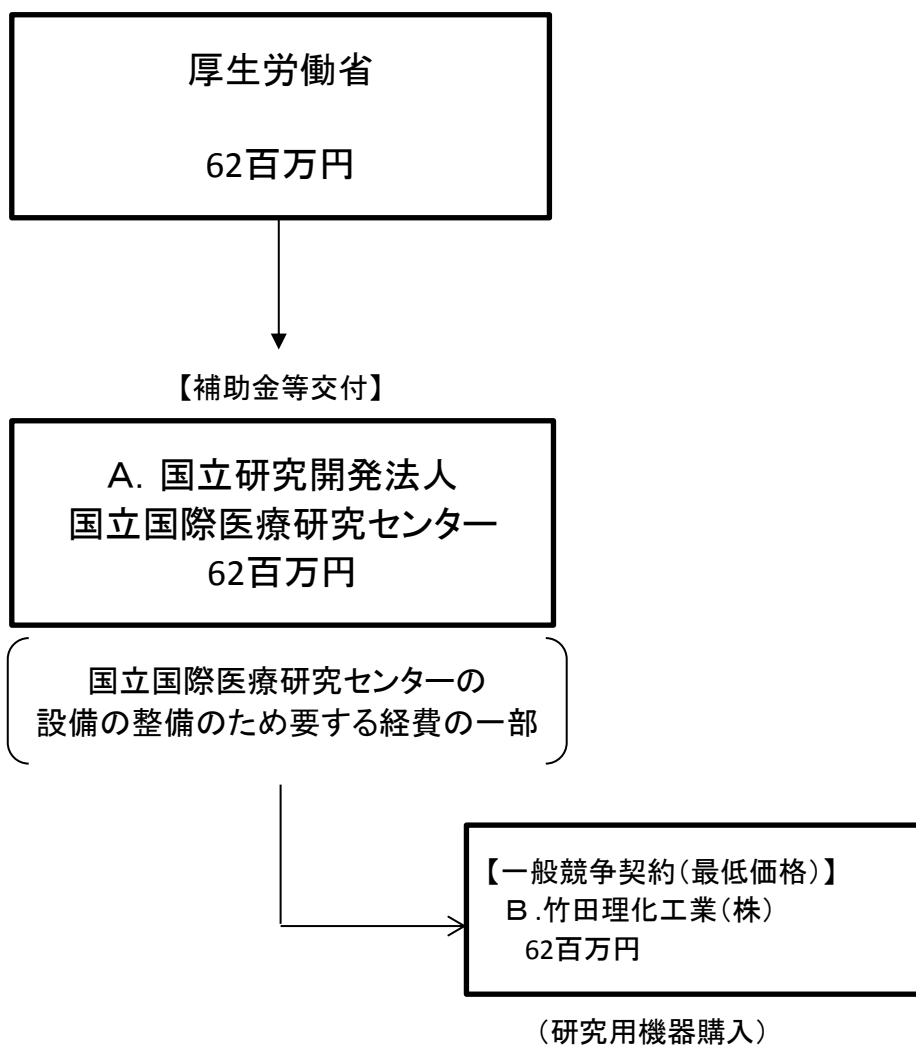 厚生労働省
62百万円
【補助金等交付】
A．国立研究開発法人
国立国際医療研究センター
62百万円
国立国際医療研究センターの
設備の整備のため要する経費の一部
【一般競争契約（最低価格）】
Ｂ.竹田理化工業（株）
62百万円
（研究用機器購入）